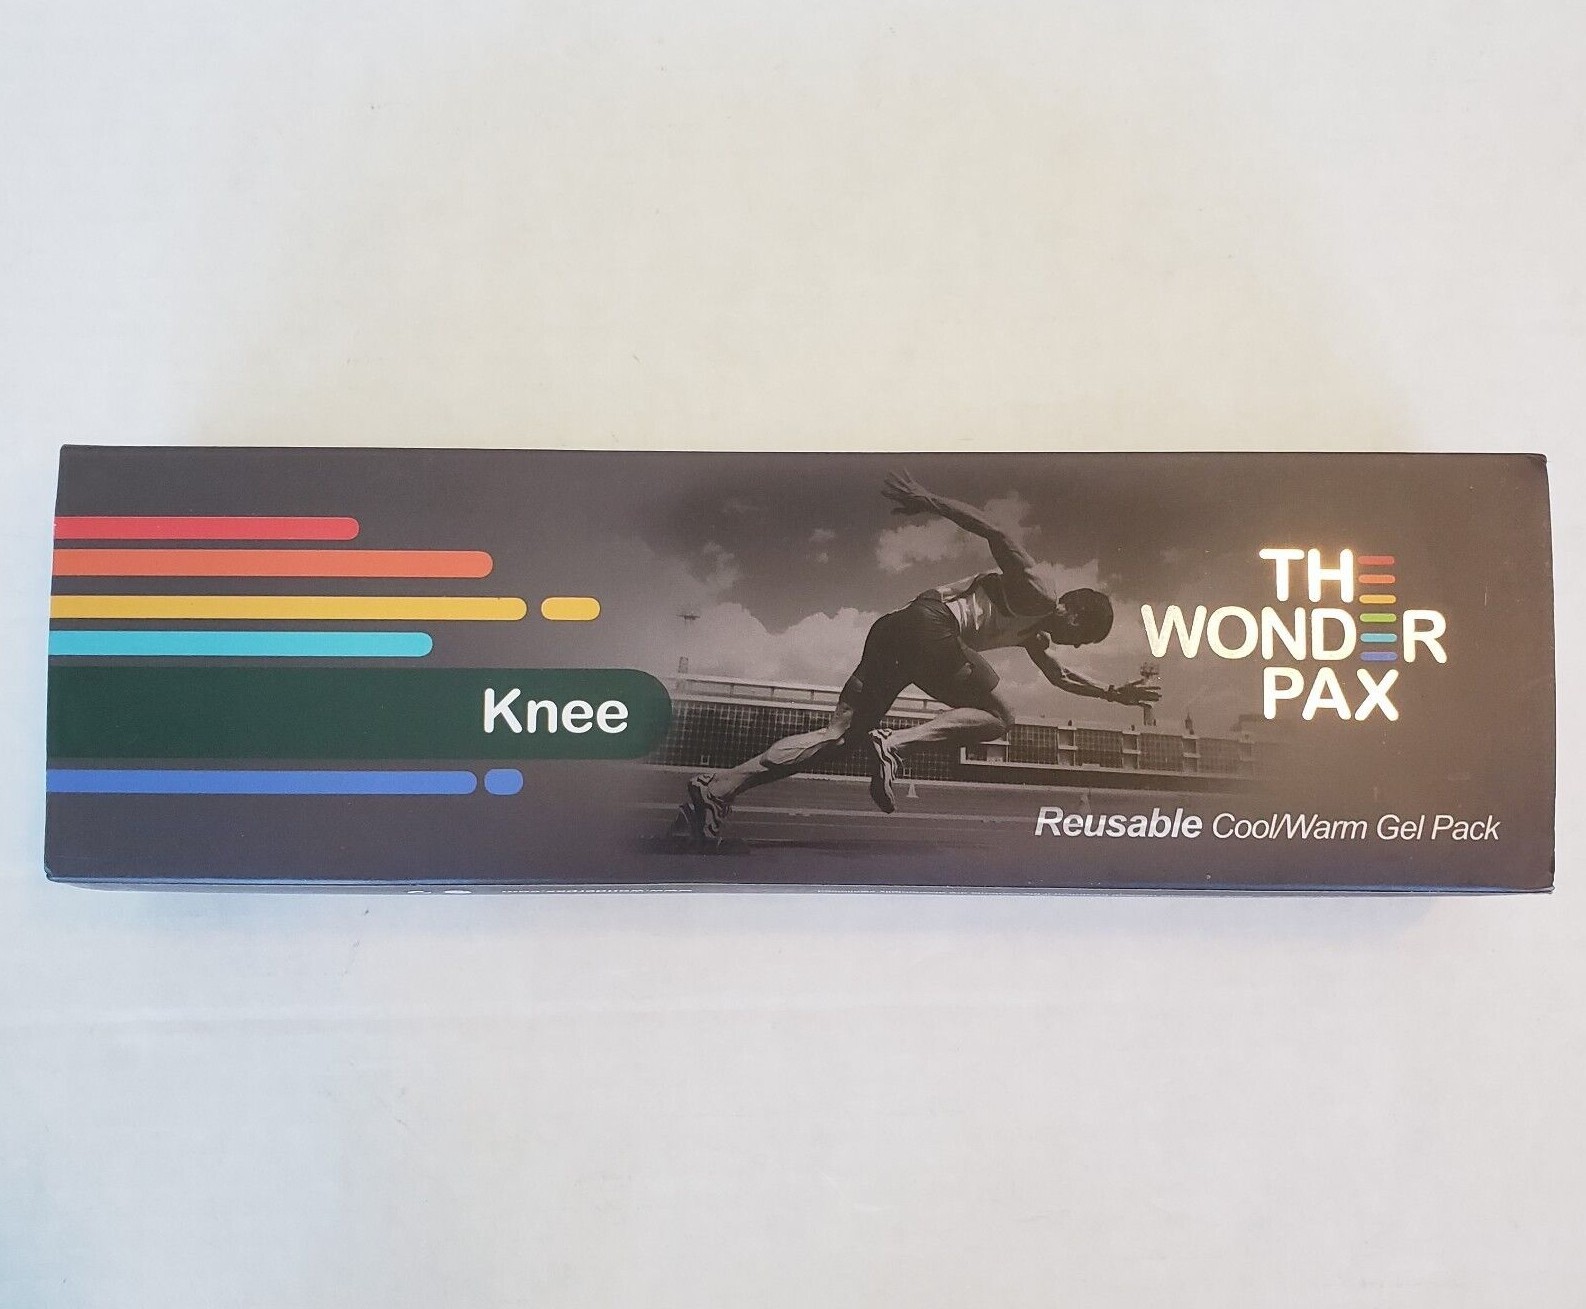 Knee
THE
WONDER
PAX
Reusable Cool/Warm Gel Pack